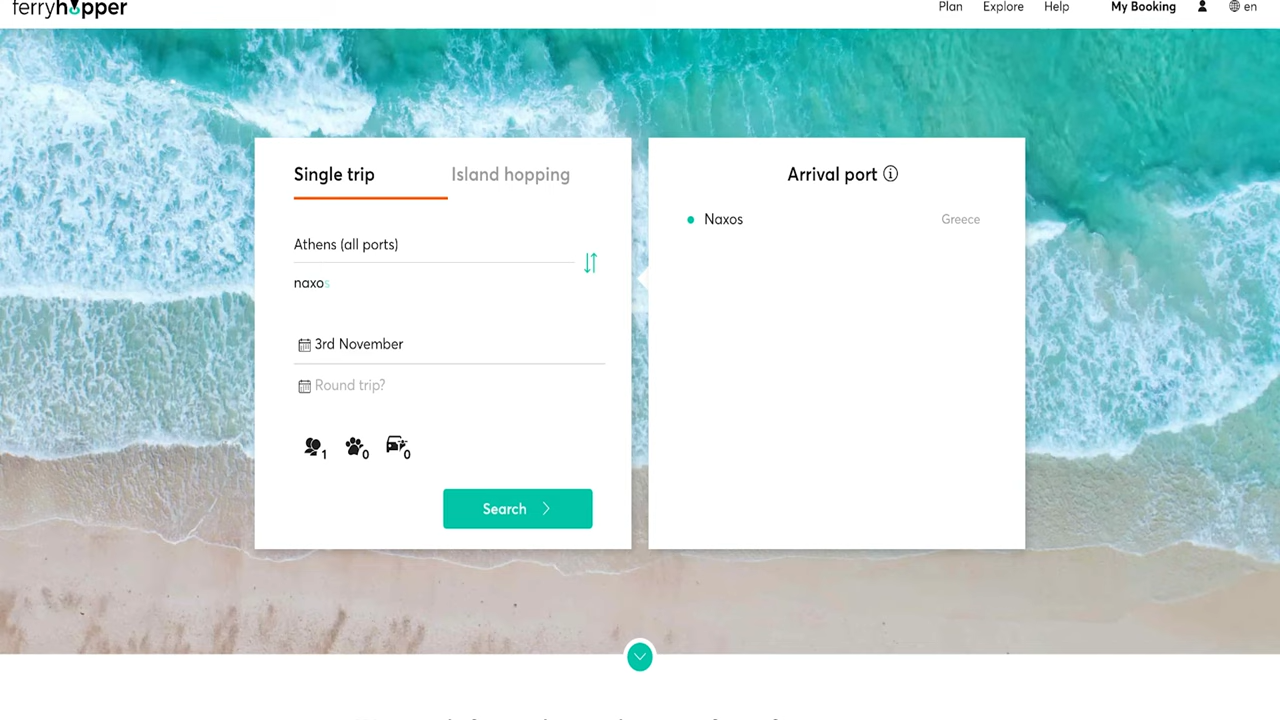 ferryhopper
Plan Explore Help My Booking en
Single trip Island hopping
Athens (all ports)
naxos
3rd November
Round trip?
1 0 0
Search
Arrival port
Naxos Greece